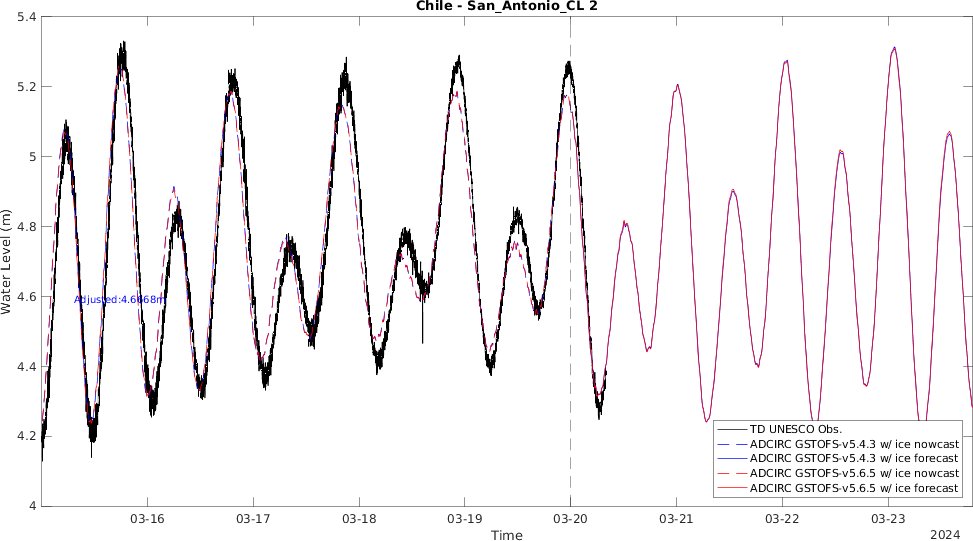 Chile - San_Antonio_CL 2
5.4
5.2
5
4.8
4.6
4.4
4.2
4
Water Level (m)
Adjusted:4.6668m
TD UNESCO Obs.
ADCIRC GSTOFS-v5.4.3 w/ ice nowcast
ADCIRC GSTOFS-v5.4.3 w/ ice forecast
ADCIRC GSTOFS-v5.6.5 w/ ice nowcast
ADCIRC GSTOFS-v5.6.5 w/ ice forecast
03-16 03-17 03-18 03-19 03-20 03-21 03-22 03-23
Time
2024